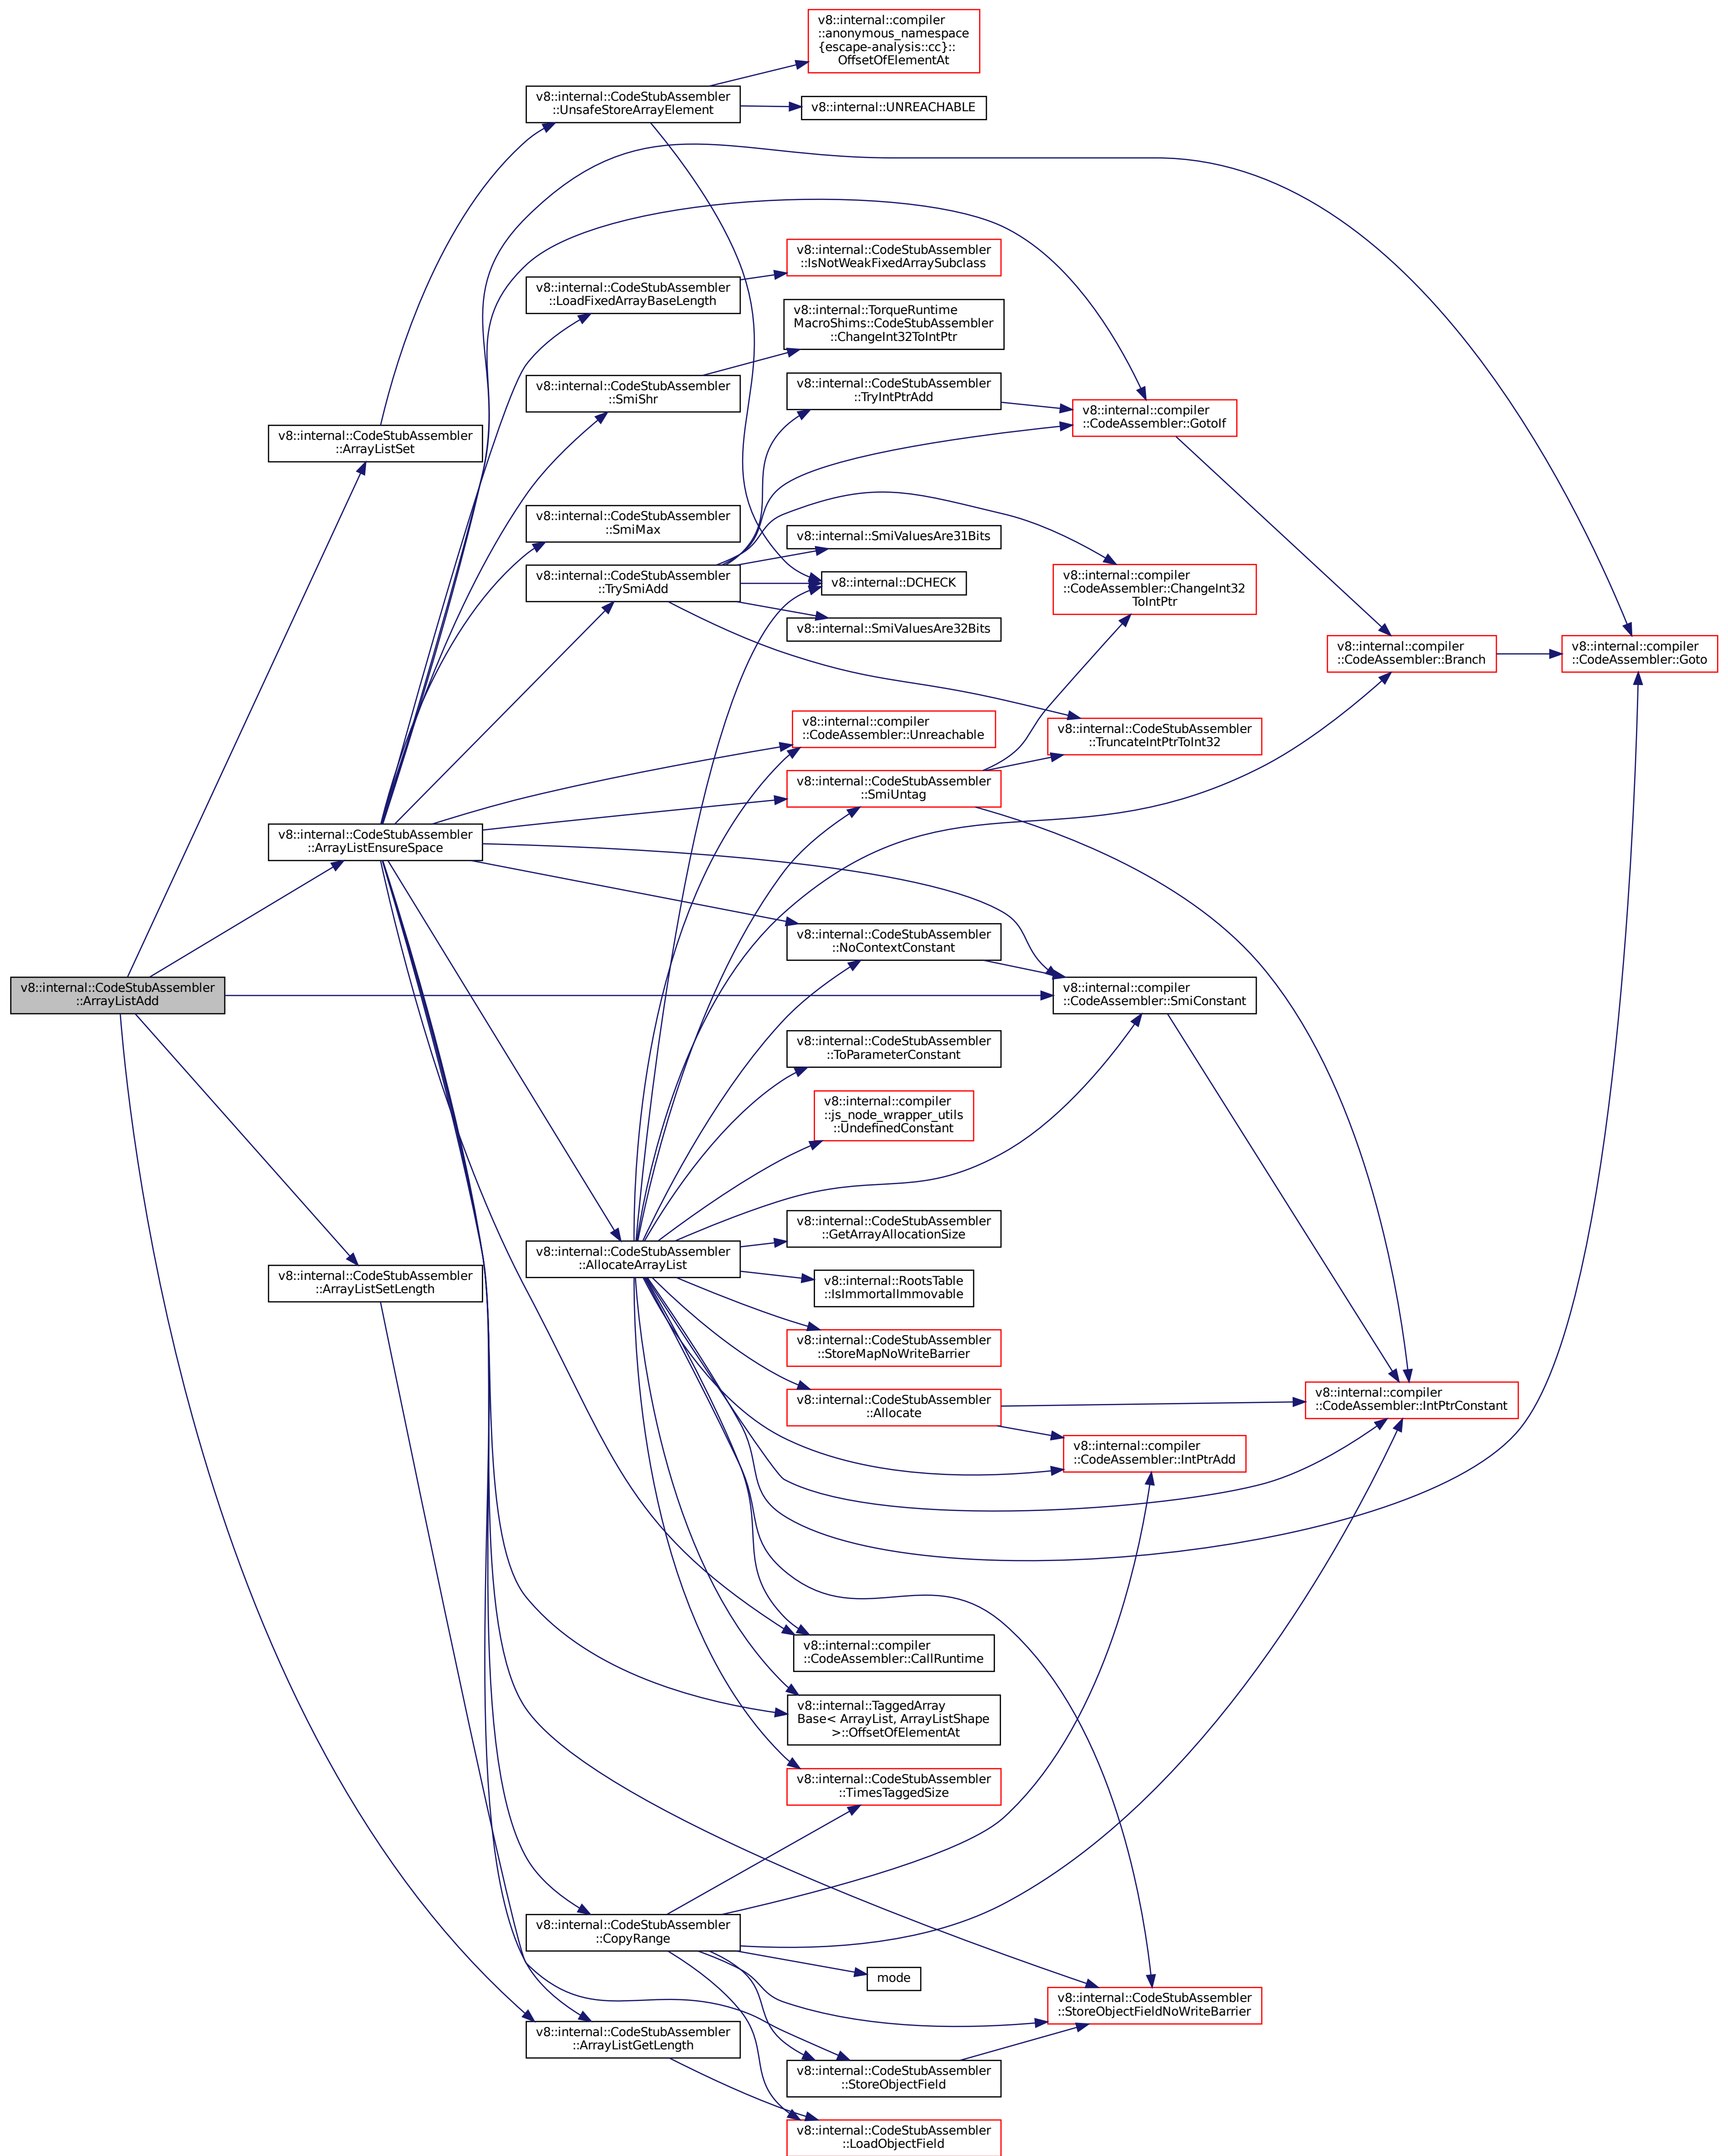 v8::internal::compiler
::anonymous_namespace
{escape-analysis::cc}::
OffsetOfElementAt
v8::internal::CodeStubAssembler
::UnsafeStoreArrayElement
v8::internal::UNREACHABLE
v8::internal::CodeStubAssembler
::IsNotWeakFixedArraySubclass
v8::internal::CodeStubAssembler
::LoadFixedArrayBaseLength
v8::internal::TorqueRuntime
MacroShims::CodeStubAssembler
::ChangeInt32ToIntPtr
v8::internal::CodeStubAssembler
::SmiShr
v8::internal::CodeStubAssembler
::TryIntPtrAdd
v8::internal::compiler
::CodeAssembler::GotoIf
v8::internal::CodeStubAssembler
::ArrayListSet
v8::internal::CodeStubAssembler
::SmiMax
v8::internal::SmiValuesAre31Bits
v8::internal::CodeStubAssembler
::TrySmiAdd
v8::internal::DCHECK
v8::internal::compiler
::CodeAssembler::ChangeInt32
ToIntPtr
v8::internal::SmiValuesAre32Bits
v8::internal::compiler
::CodeAssembler::Branch
v8::internal::compiler
::CodeAssembler::Goto
v8::internal::compiler
::CodeAssembler::Unreachable
v8::internal::CodeStubAssembler
::TruncateIntPtrToInt32
v8::internal::CodeStubAssembler
::SmiUntag
v8::internal::CodeStubAssembler
::ArrayListEnsureSpace
v8::internal::CodeStubAssembler
::NoContextConstant
v8::internal::CodeStubAssembler
::ArrayListAdd
v8::internal::compiler
::CodeAssembler::SmiConstant
v8::internal::CodeStubAssembler
::ToParameterConstant
v8::internal::compiler
::js_node_wrapper_utils
::UndefinedConstant
v8::internal::CodeStubAssembler
::GetArrayAllocationSize
v8::internal::CodeStubAssembler
::AllocateArrayList
v8::internal::CodeStubAssembler
::ArrayListSetLength
v8::internal::RootsTable
::IsImmortalImmovable
v8::internal::CodeStubAssembler
::StoreMapNoWriteBarrier
v8::internal::CodeStubAssembler
::Allocate
v8::internal::compiler
::CodeAssembler::IntPtrConstant
v8::internal::compiler
::CodeAssembler::IntPtrAdd
v8::internal::compiler
::CodeAssembler::CallRuntime
v8::internal::TaggedArray
Base< ArrayList, ArrayListShape
>::OffsetOfElementAt
v8::internal::CodeStubAssembler
::TimesTaggedSize
v8::internal::CodeStubAssembler
::CopyRange
mode
v8::internal::CodeStubAssembler
::StoreObjectFieldNoWriteBarrier
v8::internal::CodeStubAssembler
::ArrayListGetLength
v8::internal::CodeStubAssembler
::StoreObjectField
v8::internal::CodeStubAssembler
::LoadObjectField